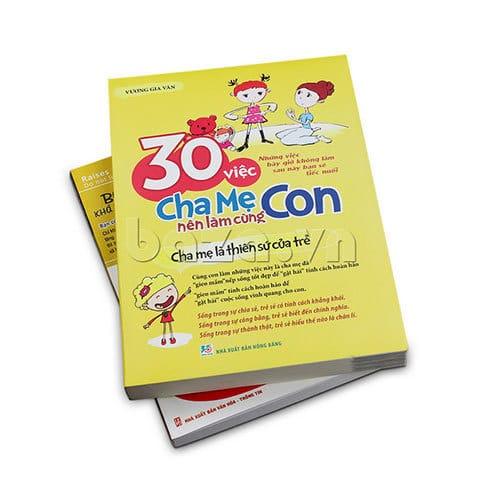 VƯƠNG GIA VĂN
30 việc
Những việc
bây giờ không làm
sau này bạn sẽ
tiếc nuối
Cha Mẹ
nên làm cùng Con
baza.vn
Cha mẹ là thiên sứ của trẻ
Cùng con làm những việc này là cha mẹ đã
"gieo mầm" nếp sống tốt đẹp để "gặt hái" tính cách hoàn hảo
"gieo mầm" tính cách hoàn hảo để
"gặt hái" cuộc sống vinh quang cho con.
Sống trong sự chia sẻ, trẻ sẽ có tính cách khẳng khái.
Sống trong sự công bằng, trẻ sẽ biết đến chính nghĩa.
Sống trong sự thành thật, trẻ sẽ hiểu thế nào là chân lí.
NHÀ XUẤT BẢN HỒNG BÀNG
Raises
NHÀ XUẤT BẢN VĂN HÓA - THÔNG TIN